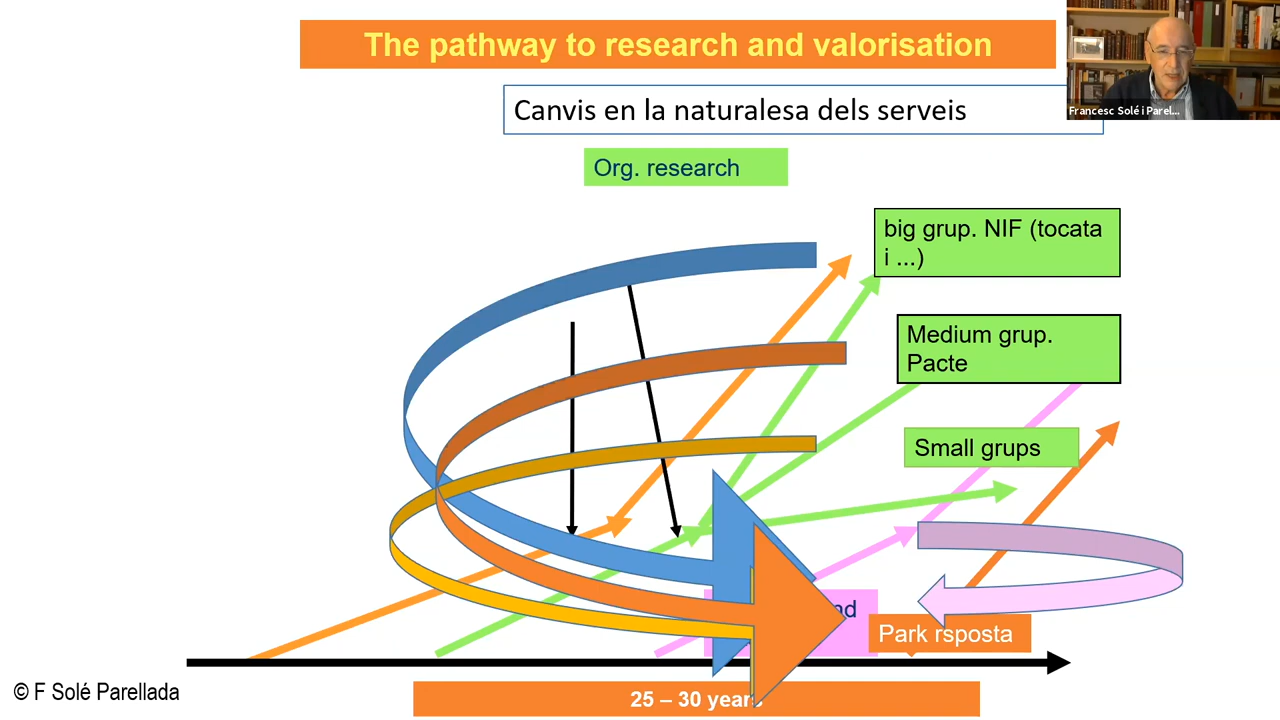 The pathway to research and valorisation
Francesc Solé i Parel...
Canvis en la naturalesa dels serveis
Org. research
big grup. NIF (tocata
i ...)
Medium grup.
Pacte
Small grups
Park rsposta
© F Solé Parellada
25 – 30 years